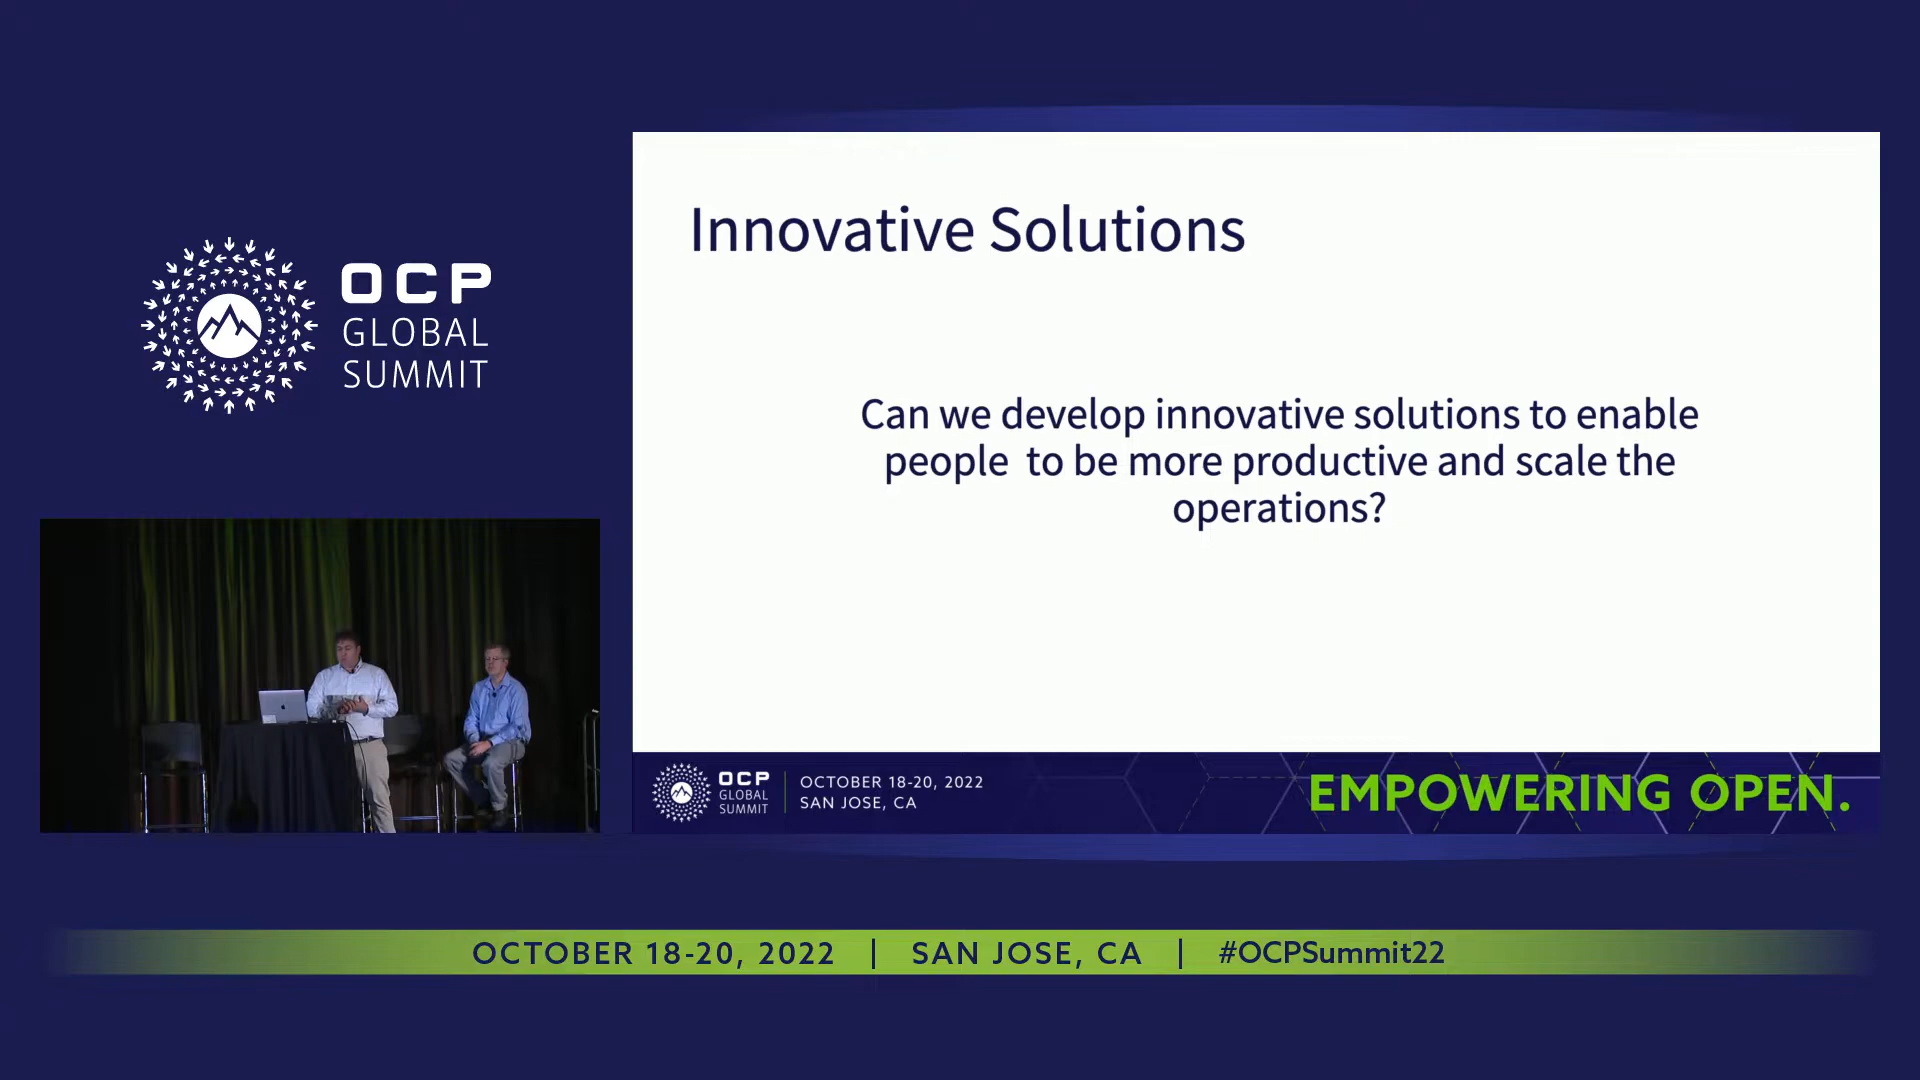 OCP
GLOBAL
SUMMIT
Innovative Solutions
Can we develop innovative solutions to enable
people to be more productive and scale the
operations?
OCP
GLOBAL
SUMMIT
OCTOBER 18-20, 2022
SAN JOSE, CA
EMPOWERING OPEN.
OCTOBER 18-20, 2022 | SAN JOSE, CA | #OCPSummit22